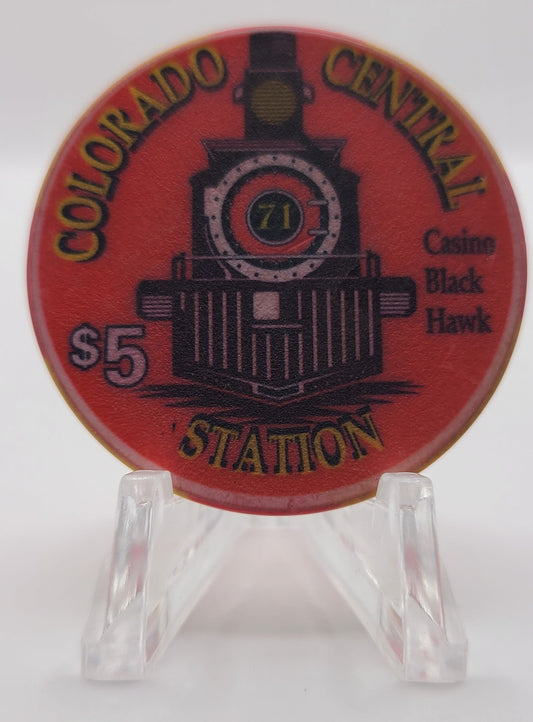 COLORADO CENTRAL
71
Casino
Black
Hawk
$5
STATION